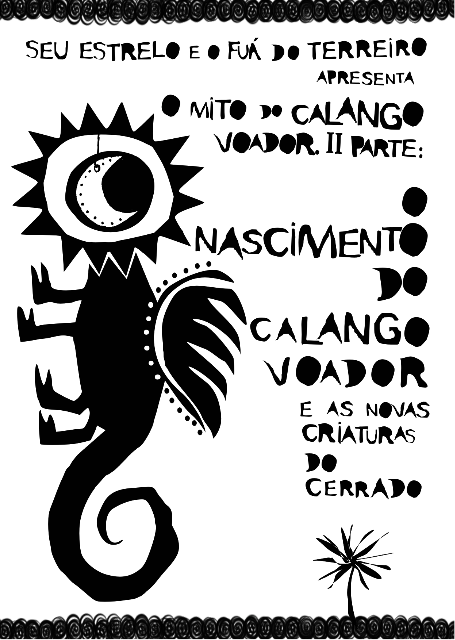 SEU ESTRELO E O FUÁ DO TERREIRO
APRESENTA
O MITO DO CALANGO
VOADOR. II PARTE:
O
NASCIMENTO
DO
CALANGO
VOADOR
E AS NOVAS
CRIATURAS
DO
CERRADO